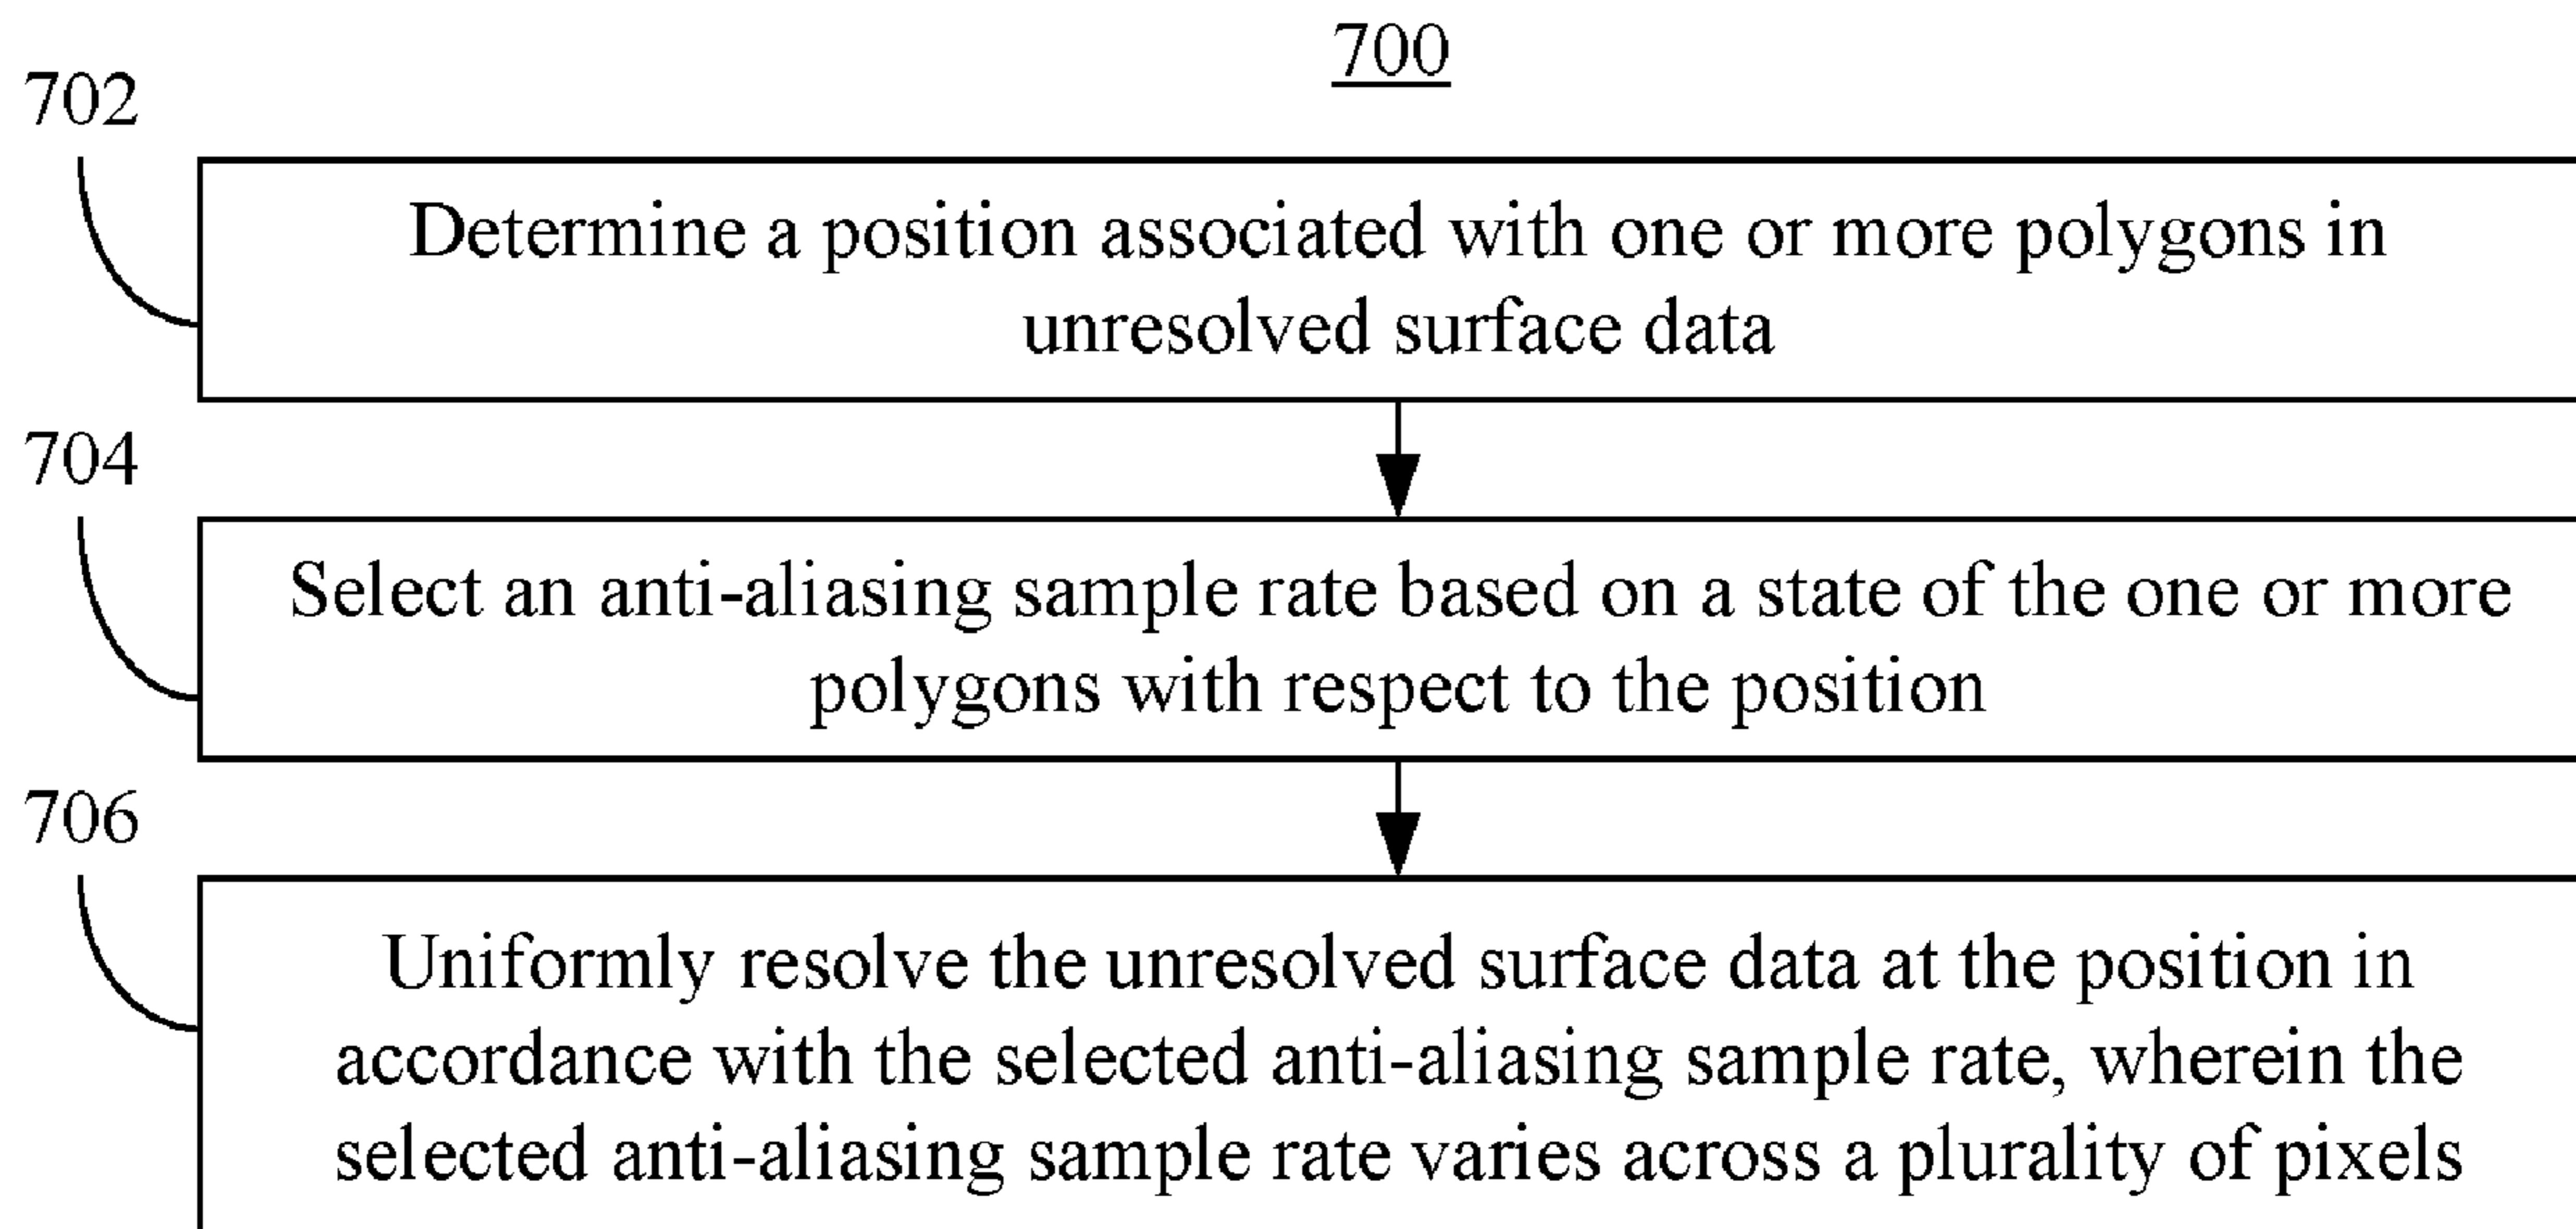 700
702
Determine a position associated with one or more polygons in
unresolved surface data
704
Select an anti-aliasing sample rate based on a state of the one or more
polygons with respect to the position
706
Uniformly resolve the unresolved surface data at the position in
accordance with the selected anti-aliasing sample rate, wherein the
selected anti-aliasing sample rate varies across a plurality of pixels